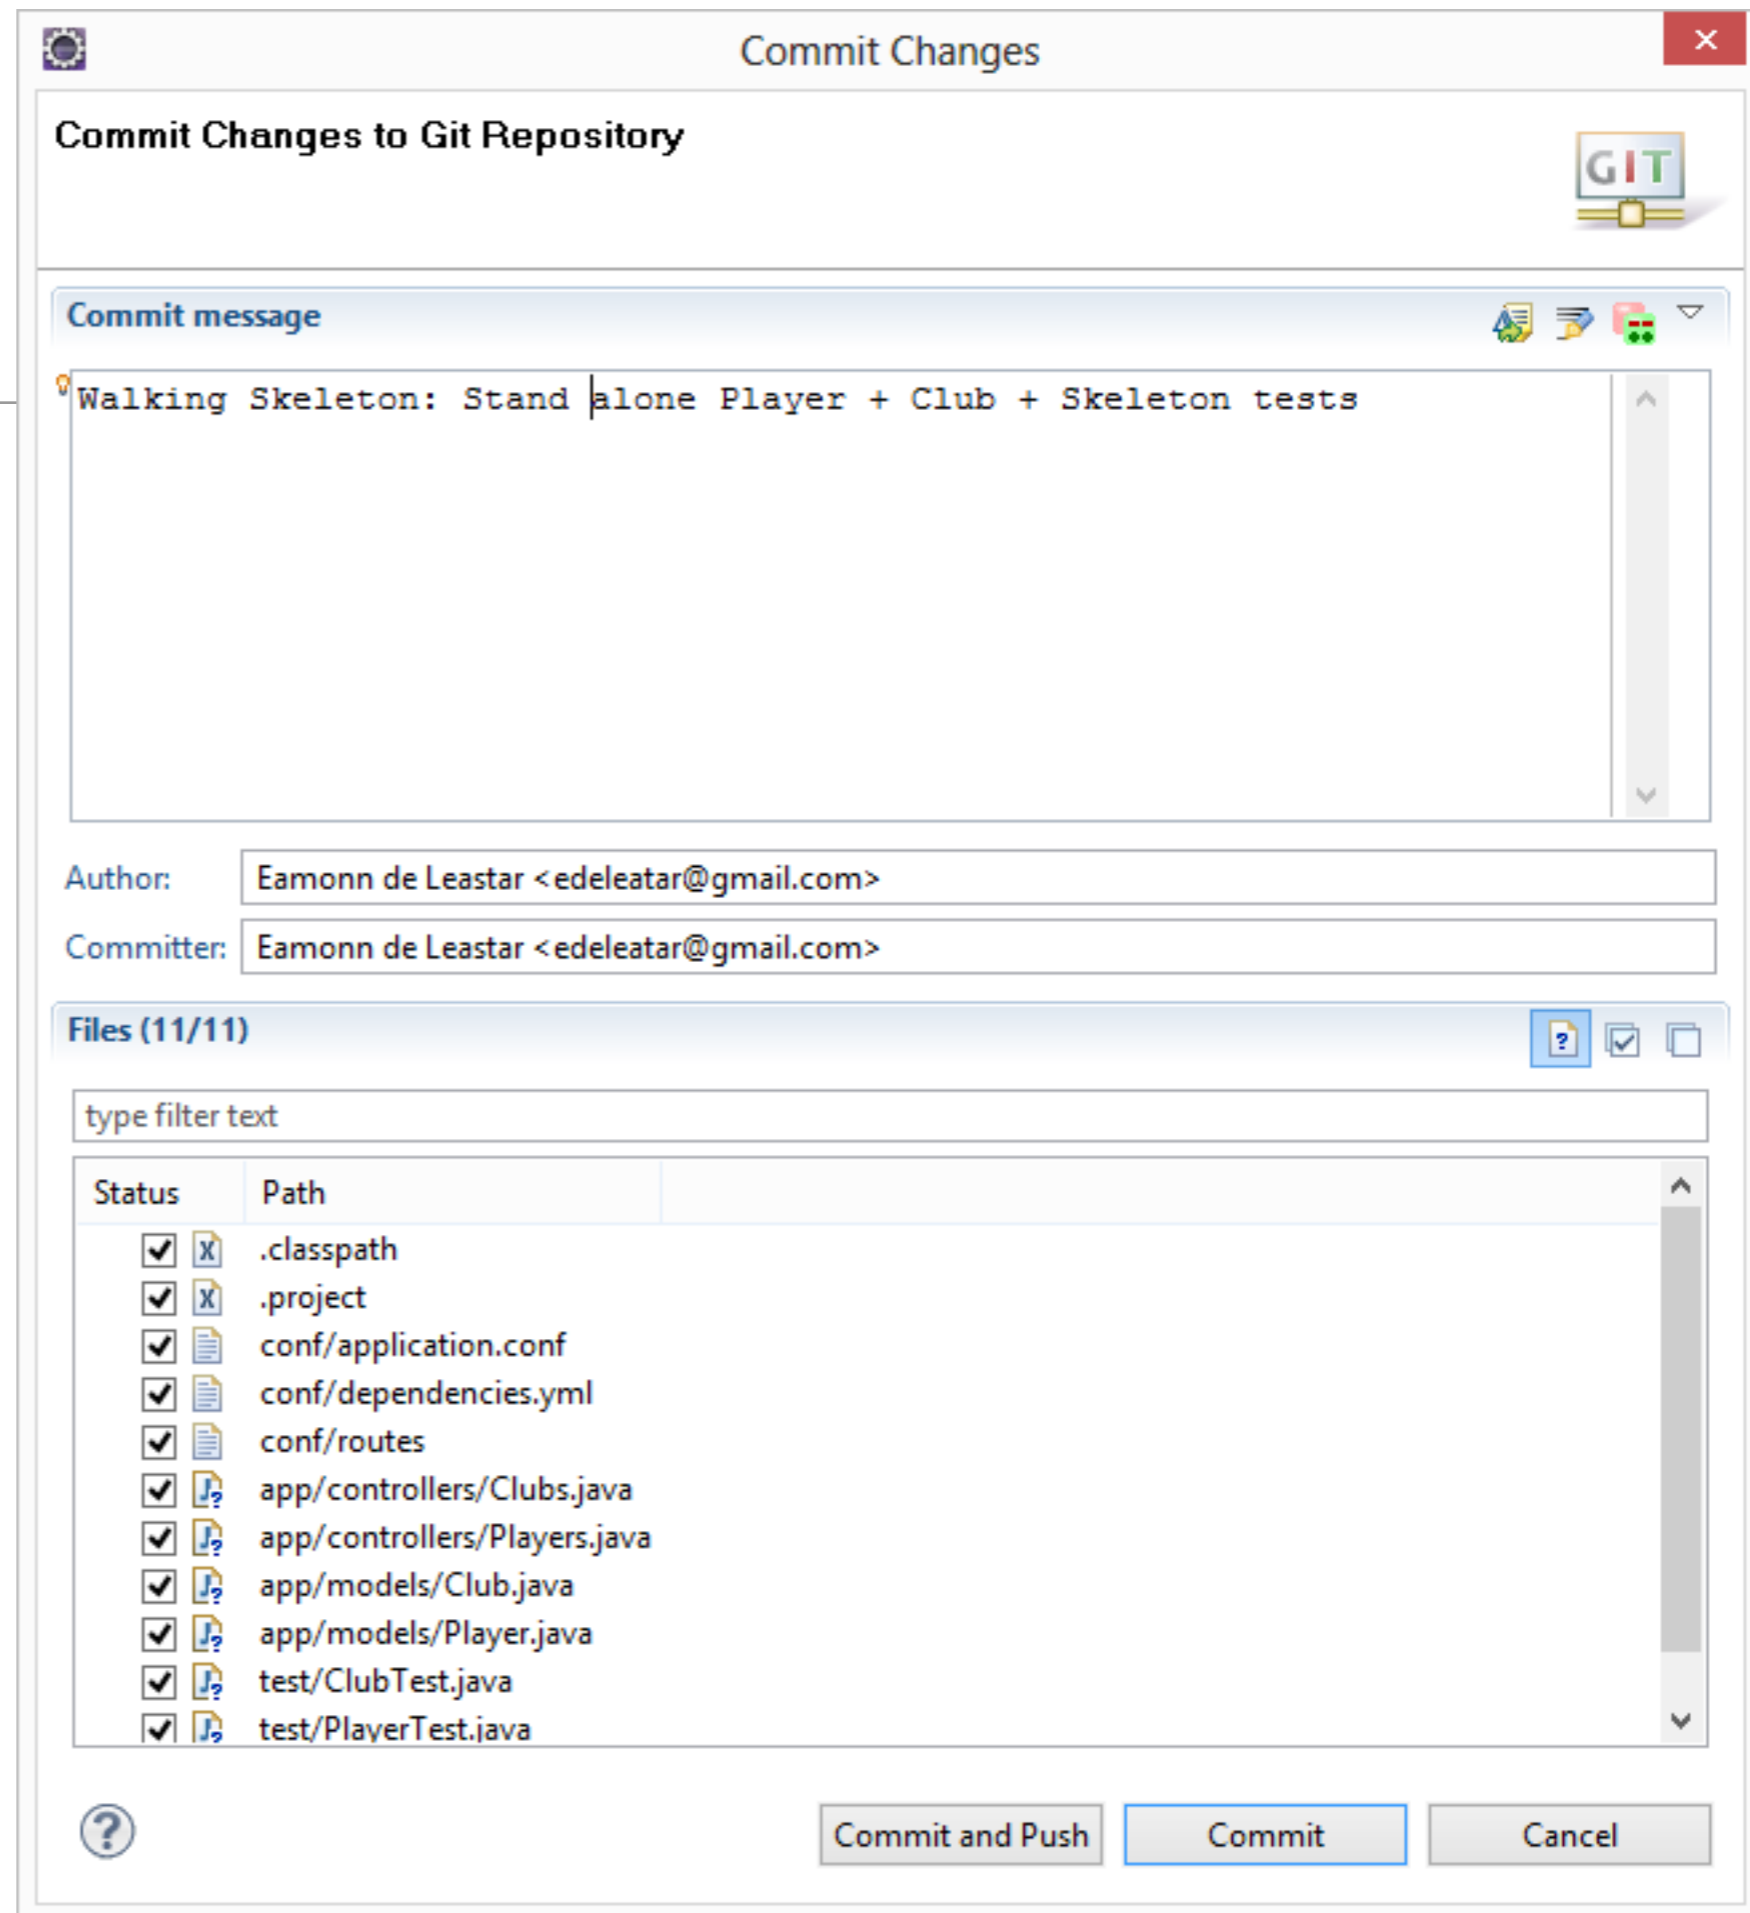 Commit Changes
Commit Changes to Git Repository
GIT
Commit message
Walking Skeleton: Stand alone Player + Club + Skeleton tests
Author: Eamonn de Leastar <edeleatar@gmail.com>
Committer: Eamonn de Leastar <edeleatar@gmail.com>
Files (11/11)
type filter text
Status Path
.classpath
.project
conf/application.conf
conf/dependencies.yml
conf/routes
app/controllers/Clubs.java
app/controllers/Players.java
app/models/Club.java
app/models/Player.java
test/ClubTest.java
test/PlayerTest.java
Commit and Push Commit Cancel